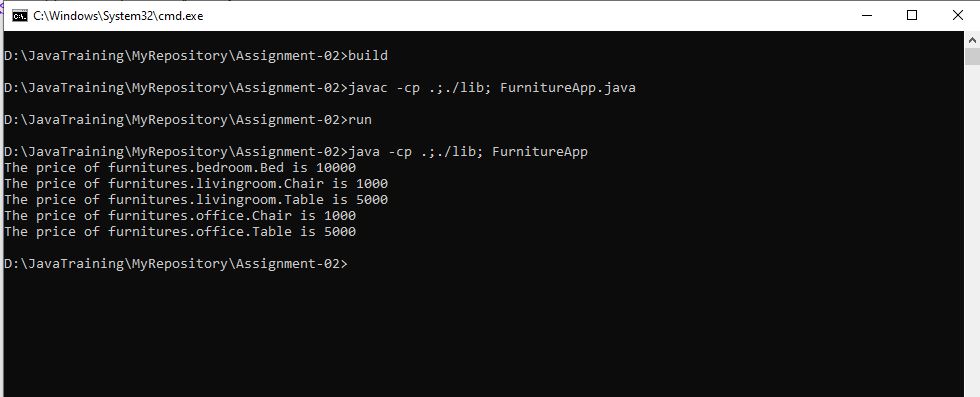 C:\Windows\System32\cmd.exe
D:\JavaTraining\MyRepository\Assignment-02>build
D:\JavaTraining\MyRepository\Assignment-02>javac -cp .;./lib; FurnitureApp.java
D:\JavaTraining\MyRepository\Assignment-02>run
D:\JavaTraining\MyRepository\Assignment-02>java -cp .;./lib; FurnitureApp
The price of furnitures.bedroom.Bed is 10000
The price of furnitures.livingroom.Chair is 1000
The price of furnitures.livingroom.Table is 5000
The price of furnitures.office.Chair is 1000
The price of furnitures.office.Table is 5000
D:\JavaTraining\MyRepository\Assignment-02>